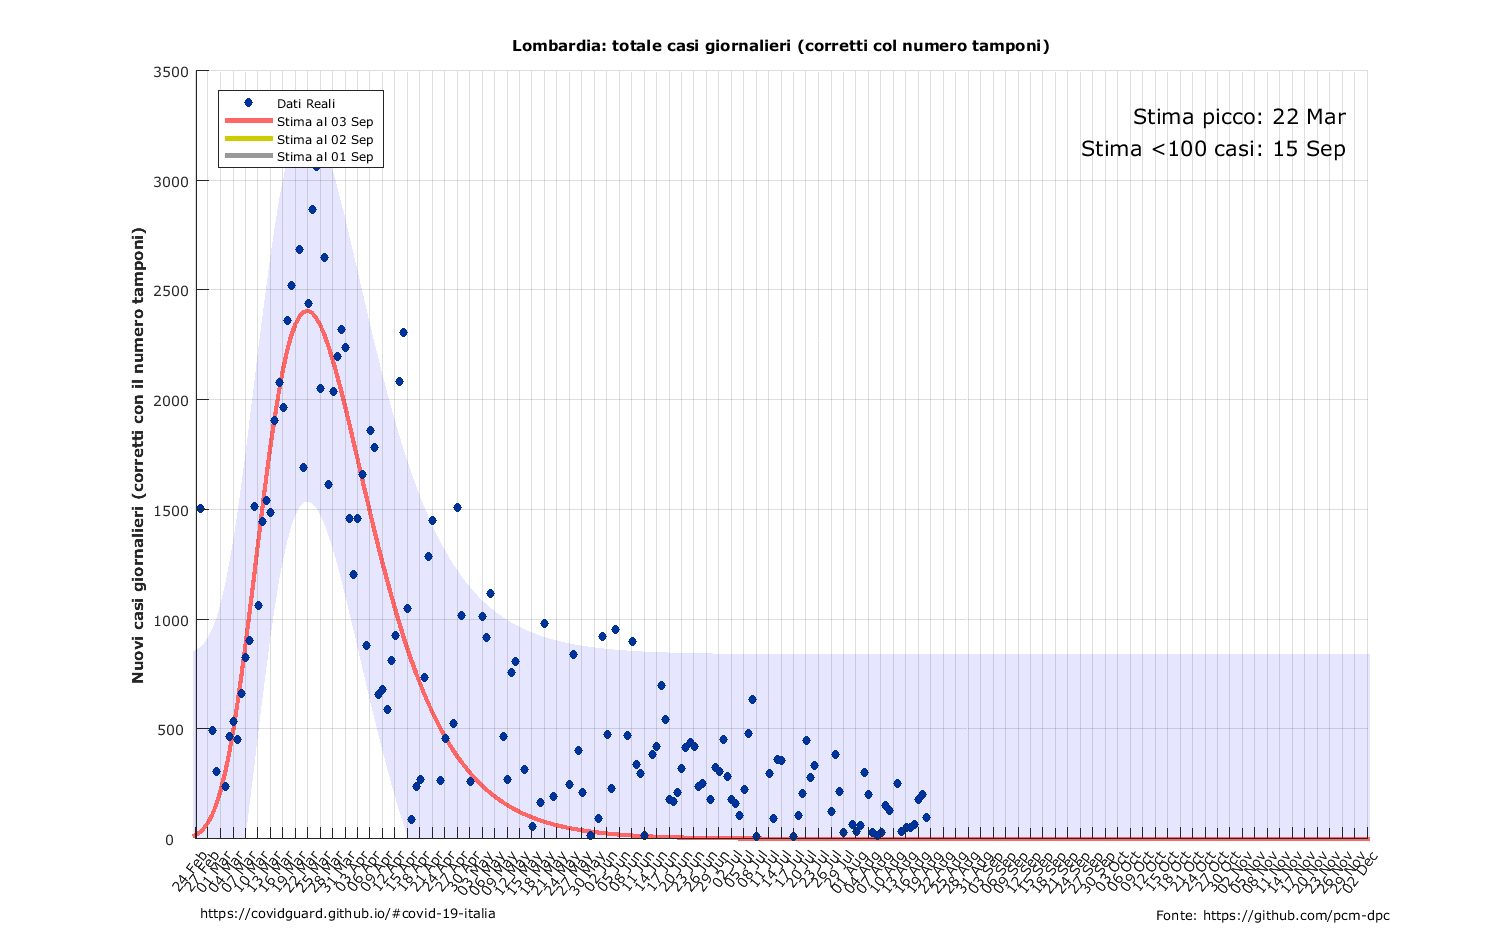 Lombardia: totale casi giornalieri (corretti col numero tamponi)
Nuovi casi giornalieri (corretti con il numero tamponi)
3500
3000
2500
2000
1500
1000
500
0
Dati Reali
Stima al 03 Sep
Stima al 02 Sep
Stima al 01 Sep
Stima picco: 22 Mar
Stima <100 casi: 15 Sep
24 Feb
27 Feb
01 Mar
04 Mar
07 Mar
10 Mar
13 Mar
16 Mar
19 Mar
22 Mar
25 Mar
28 Mar
31 Mar
03 Apr
06 Apr
09 Apr
12 Apr
15 Apr
18 Apr
21 Apr
24 Apr
27 Apr
30 Apr
03 May
06 May
09 May
12 May
15 May
18 May
21 May
24 May
27 May
30 May
02 Jun
05 Jun
08 Jun
11 Jun
14 Jun
17 Jun
20 Jun
23 Jun
26 Jun
29 Jun
02 Jul
05 Jul
08 Jul
11 Jul
14 Jul
17 Jul
20 Jul
23 Jul
26 Jul
29 Jul
01 Aug
04 Aug
07 Aug
10 Aug
13 Aug
16 Aug
19 Aug
22 Aug
25 Aug
28 Aug
31 Aug
03 Sep
06 Sep
09 Sep
12 Sep
15 Sep
18 Sep
21 Sep
24 Sep
27 Sep
30 Sep
03 Oct
06 Oct
09 Oct
12 Oct
15 Oct
18 Oct
21 Oct
24 Oct
27 Oct
30 Oct
02 Nov
05 Nov
08 Nov
11 Nov
14 Nov
17 Nov
20 Nov
23 Nov
26 Nov
29 Nov
02 Dec
https://covidguard.github.io/#covid-19-italia
Fonte: https://github.com/pcm-dpc